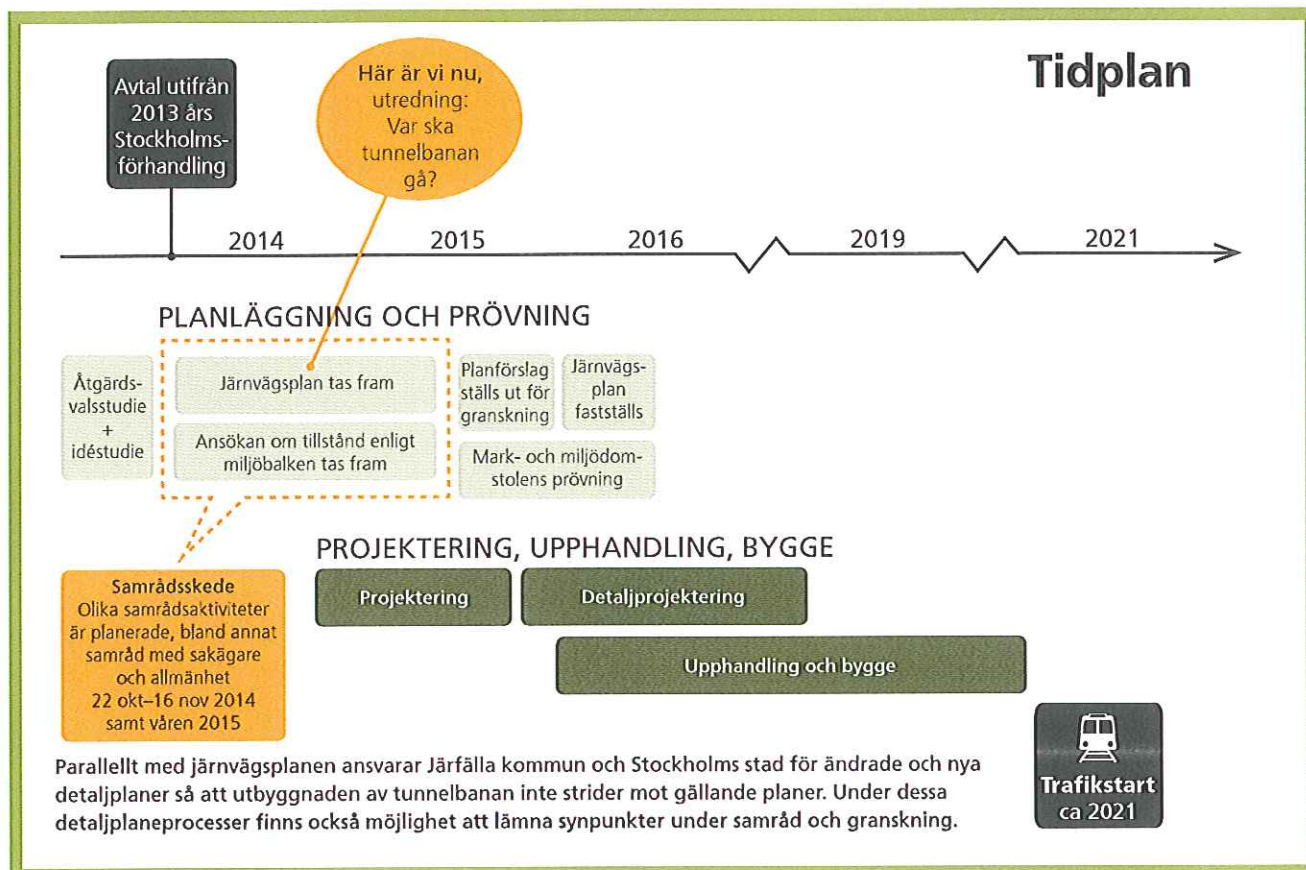 Tidplan
Avtal utifrån
2013 års
Stockholms-
förhandling
Här är vi nu,
utredning:
Var ska
tunnelbanan
gå?
2014
2015
2016
2019
2021
PLANLÄGGNING OCH PRÖVNING
Åtgärds-
valsstudie
+
idéstudie
Järnvägsplan tas fram
Ansökan om tillstånd enligt
miljöbalken tas fram
Planförslag
ställs ut för
granskning
Järnvägs-
plan
fastställs
Mark- och miljödom-
stolens prövning
Samrådsskede
Olika samrådsaktiviteter
är planerade, bland annat
samråd med sakägare
och allmänhet
22 okt–16 nov 2014
samt våren 2015
PROJEKTERING, UPPHANDLING, BYGGE
Projektering
Detaljprojektering
Upphandling och bygge
Trafikstart
ca 2021
Parallellt med järnvägsplanen ansvarar Järfälla kommun och Stockholms stad för ändrade och nya
detaljplaner så att utbyggnaden av tunnelbanan inte strider mot gällande planer. Under dessa
detaljplaneprocesser finns också möjlighet att lämna synpunkter under samråd och granskning.